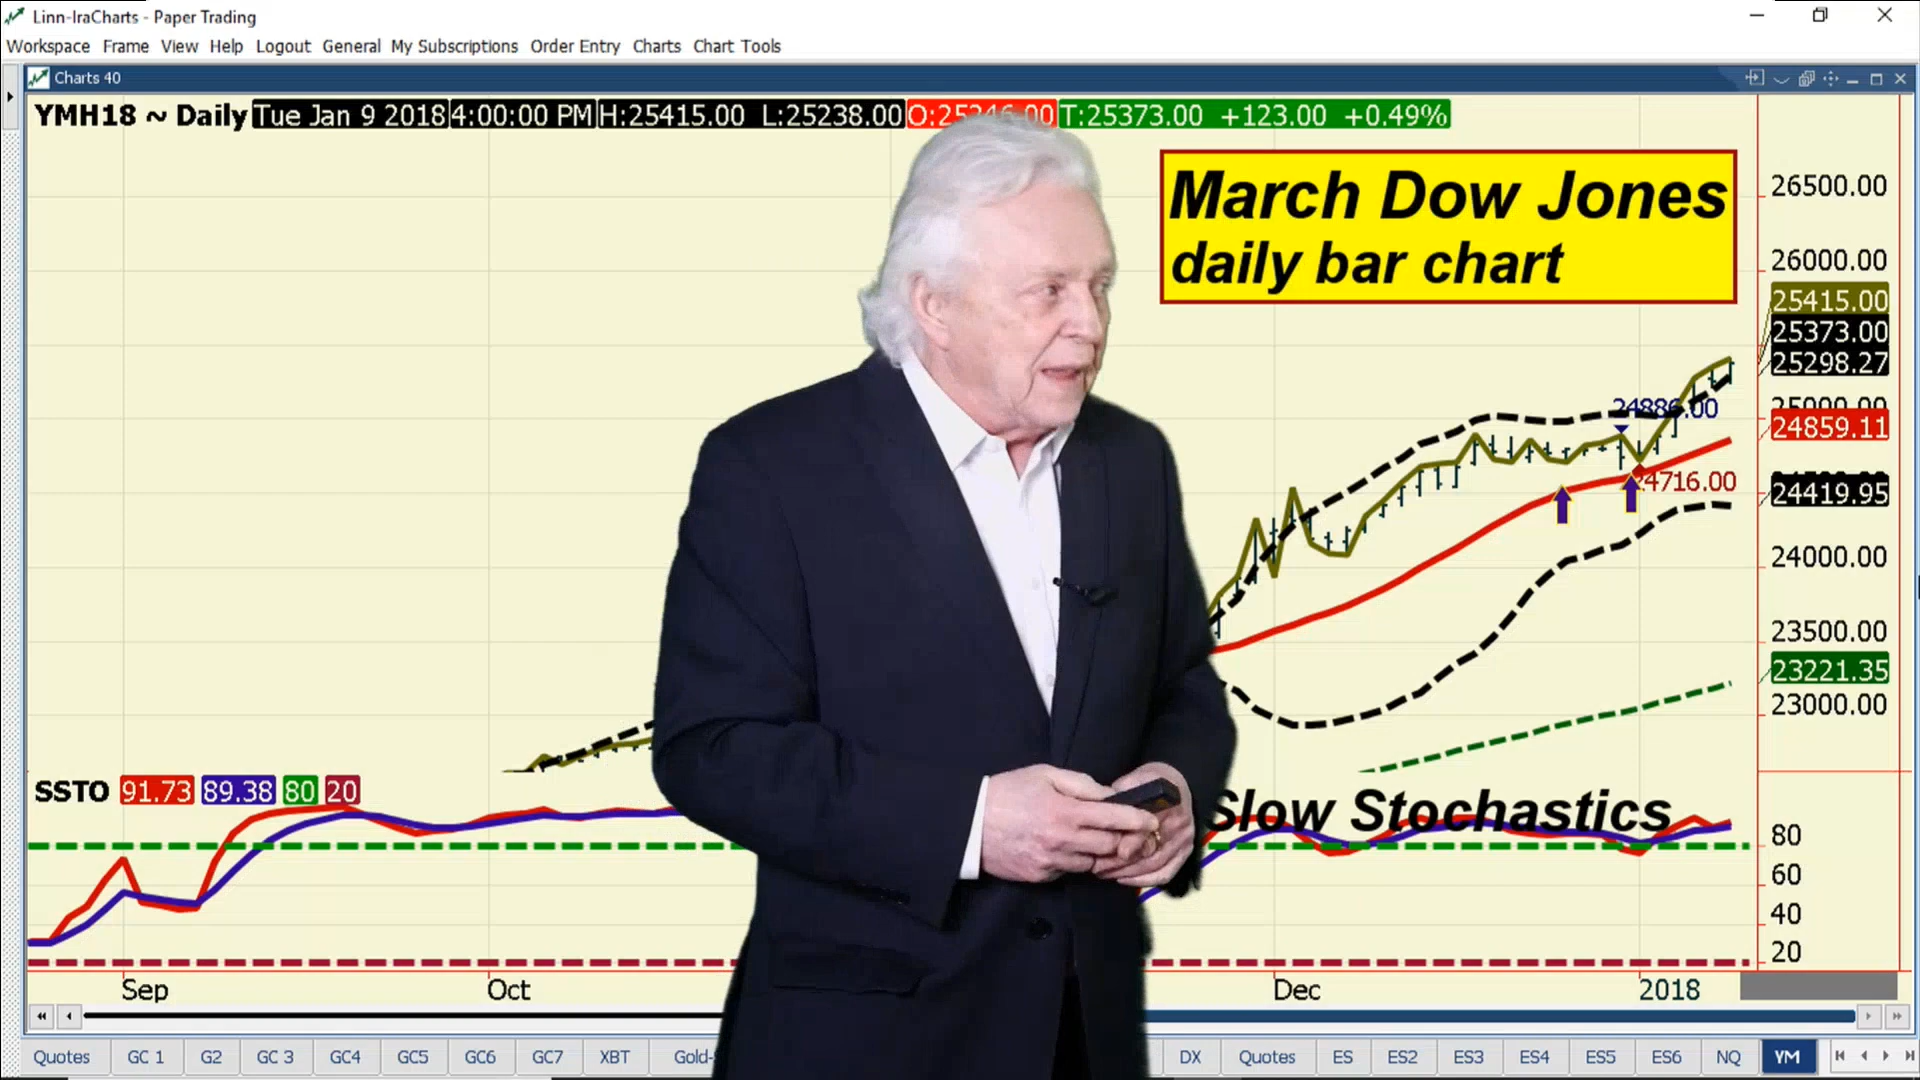 Linn-IraCharts - Paper Trading
Workspace Frame View Help Logout General My Subscriptions Order Entry Charts Chart Tools
Charts 40
YMH18 ~ Daily Tue Jan 9 2018 4:00:00 PM H:25415.00 L:25238.00 T:25373.00 +123.00 +0.49%
March Dow Jones
daily bar chart
26500.00
26000.00
25415.00
25373.00
25298.27
25000.00
24886.00
24859.11
24716.00
24419.95
24000.00
23500.00
23221.35
23000.00
SSTO 91.73 89.38 80 20
Slow Stochastics
80
60
40
20
Sep Oct Dec 2018
Quotes GC 1 G2 GC 3 GC4 GC5 GC6 GC7 XBT DX Quotes ES ES2 ES3 ES4 ES5 ES6 NQ YM